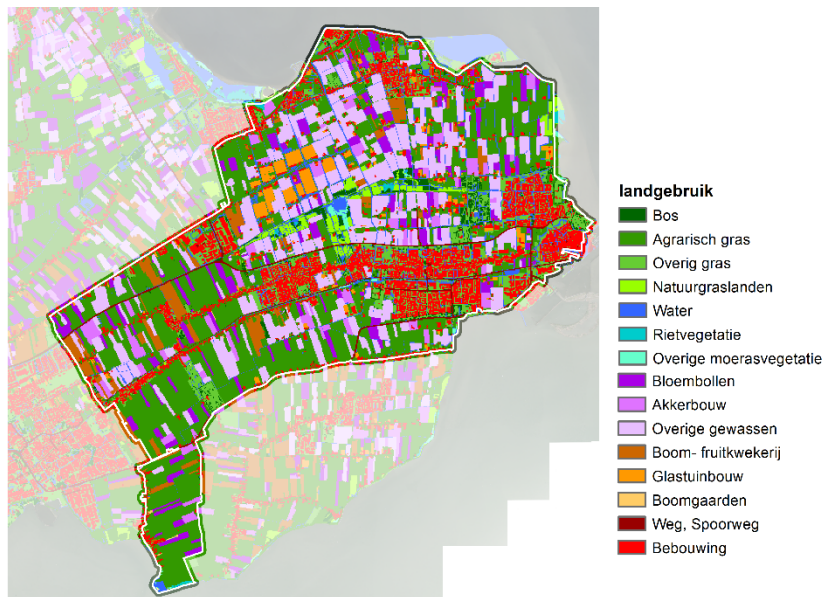 landgebruik
Bos
Agrarisch gras
Overig gras
Natuurgraslanden
Water
Rietvegetatie
Overige moerasvegetatie
Bloembollen
Akkerbouw
Overige gewassen
Boom- fruitkwekerij
Glastuinbouw
Boomgaarden
Weg, Spoorweg
Bebouwing